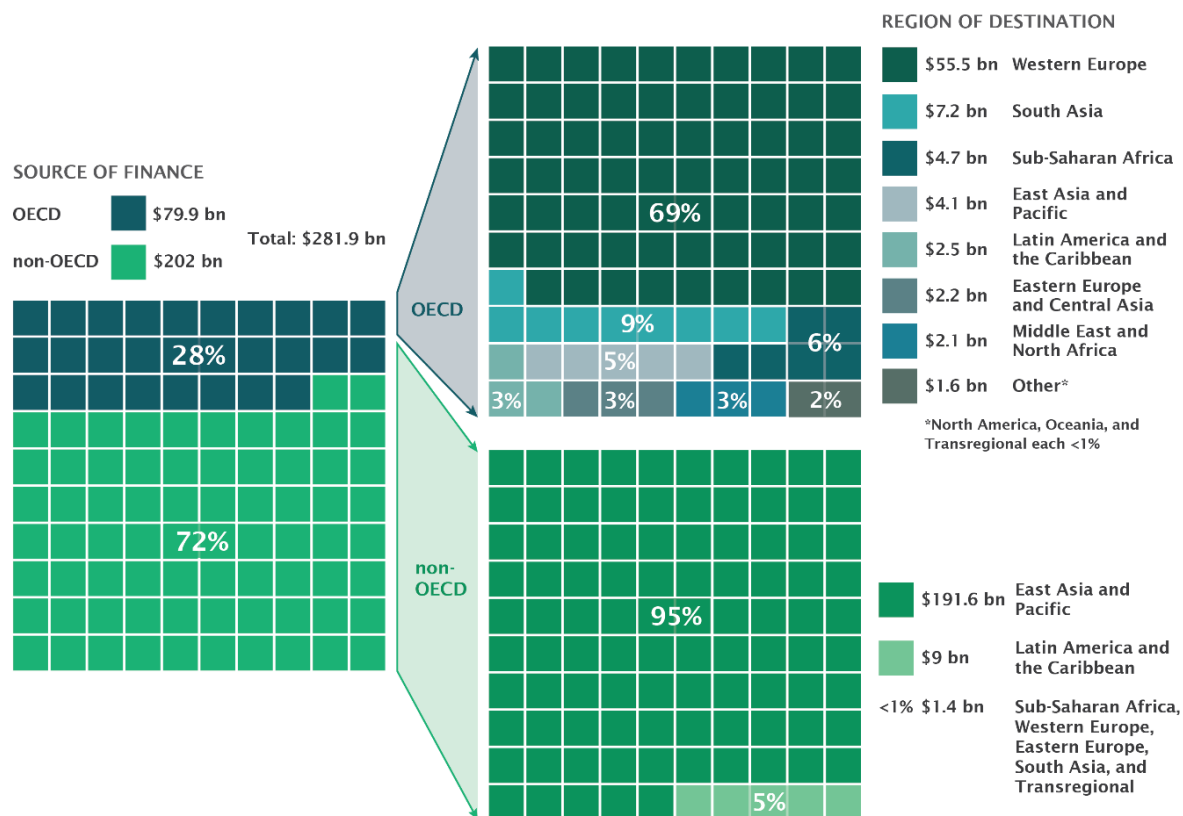 SOURCE OF FINANCE
OECD
$79.9 bn
non-OECD
$202 bn
Total: $281.9 bn
28%
72%
OECD
non-
OECD
69%
9%
6%
5%
3%
3%
3%
2%
95%
5%
REGION OF DESTINATION
$55.5 bn Western Europe
$7.2 bn South Asia
$4.7 bn Sub-Saharan Africa
$4.1 bn East Asia and
Pacific
$2.5 bn Latin America and
the Caribbean
$2.2 bn Eastern Europe
and Central Asia
$2.1 bn Middle East and
North Africa
$1.6 bn Other*
*North America, Oceania, and
Transregional each <1%
$191.6 bn East Asia and
Pacific
$9 bn Latin America and
the Caribbean
<1% $1.4 bn Sub-Saharan Africa,
Western Europe,
Eastern Europe,
South Asia, and
Transregional